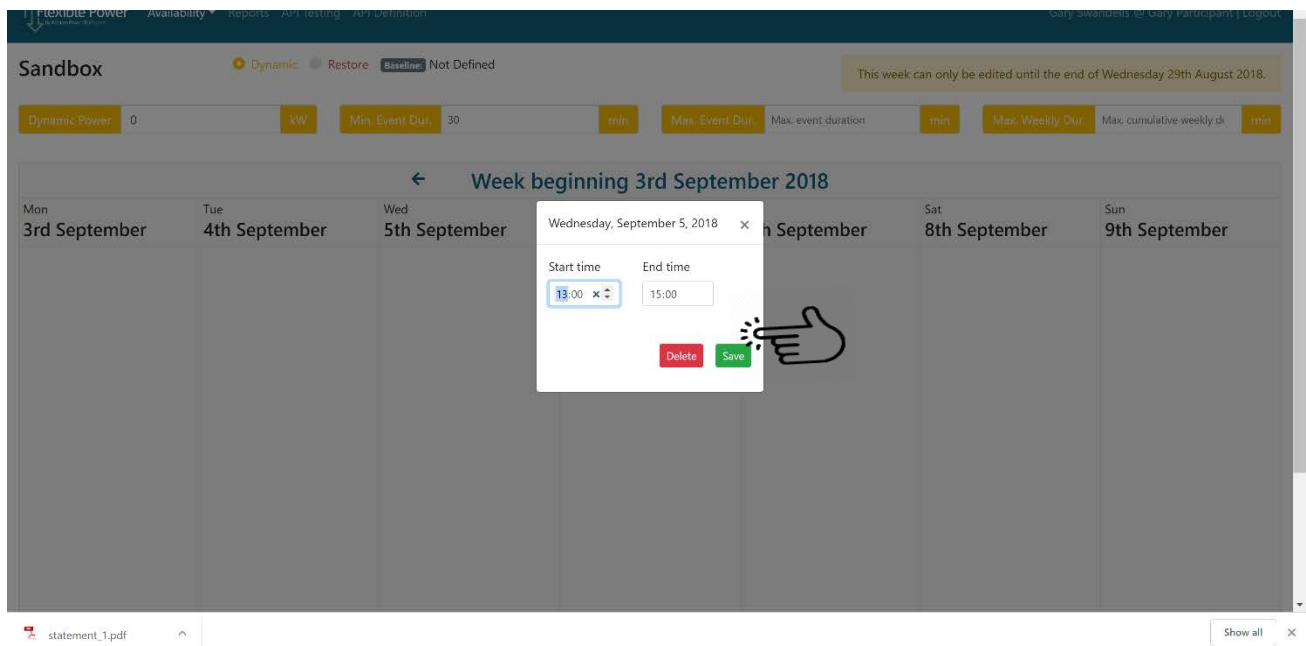 Flexible Power Availability Reports API Testing API Definition Gary Swandells @ Gary Participant | Logout
Sandbox Dynamic Restore Baseline: Not Defined This week can only be edited until the end of Wednesday 29th August 2018.
Dynamic Power 0 kW Min. Event Dur. 30 min Max. Event Dur. Max. event duration min Max. Weekly Dur. Max. cumulative weekly min
Week beginning 3rd September 2018
Mon Tue Wed Sat Sun
3rd September 4th September 5th September September 8th September 9th September
Wednesday, September 5, 2018 ×
Start time End time
13:00 × 15:00
Delete Save
statement_1.pdf Show all ×